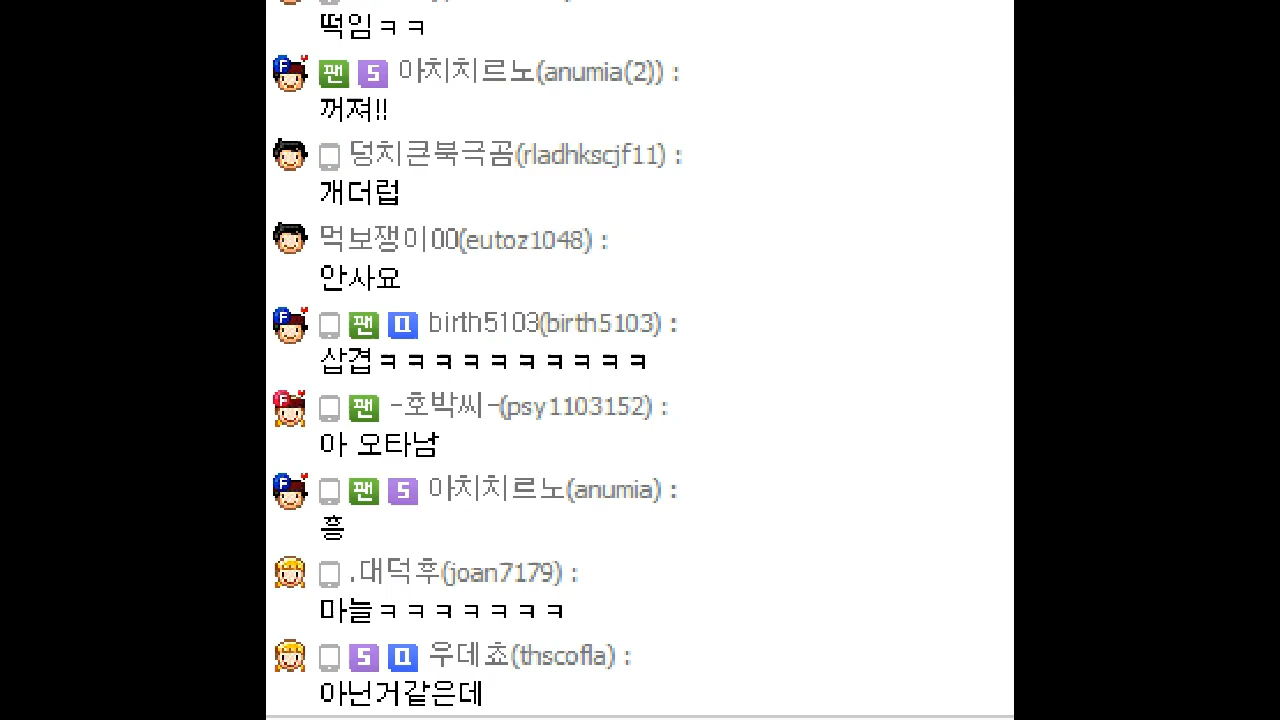 떡임ㅋㅋ
팬 S 아치치르노(anumia(2)) :
꺼져!!
덩치큰북극곰(rladhkscjf11) :
개더럽
먹보쟁이00(eutoz1048) :
안사요
팬 Q birth5103(birth5103) :
삽겹ㅋㅋㅋㅋㅋㅋㅋㅋㅋㅋ
팬 -호박씨-(psy1103152) :
아 오타남
팬 S 아치치르노(anumia) :
흥
.대덕후(joan7179) :
마늘ㅋㅋㅋㅋㅋㅋㅋ
S Q 우데쵸(thscofla) :
아닌거같은데